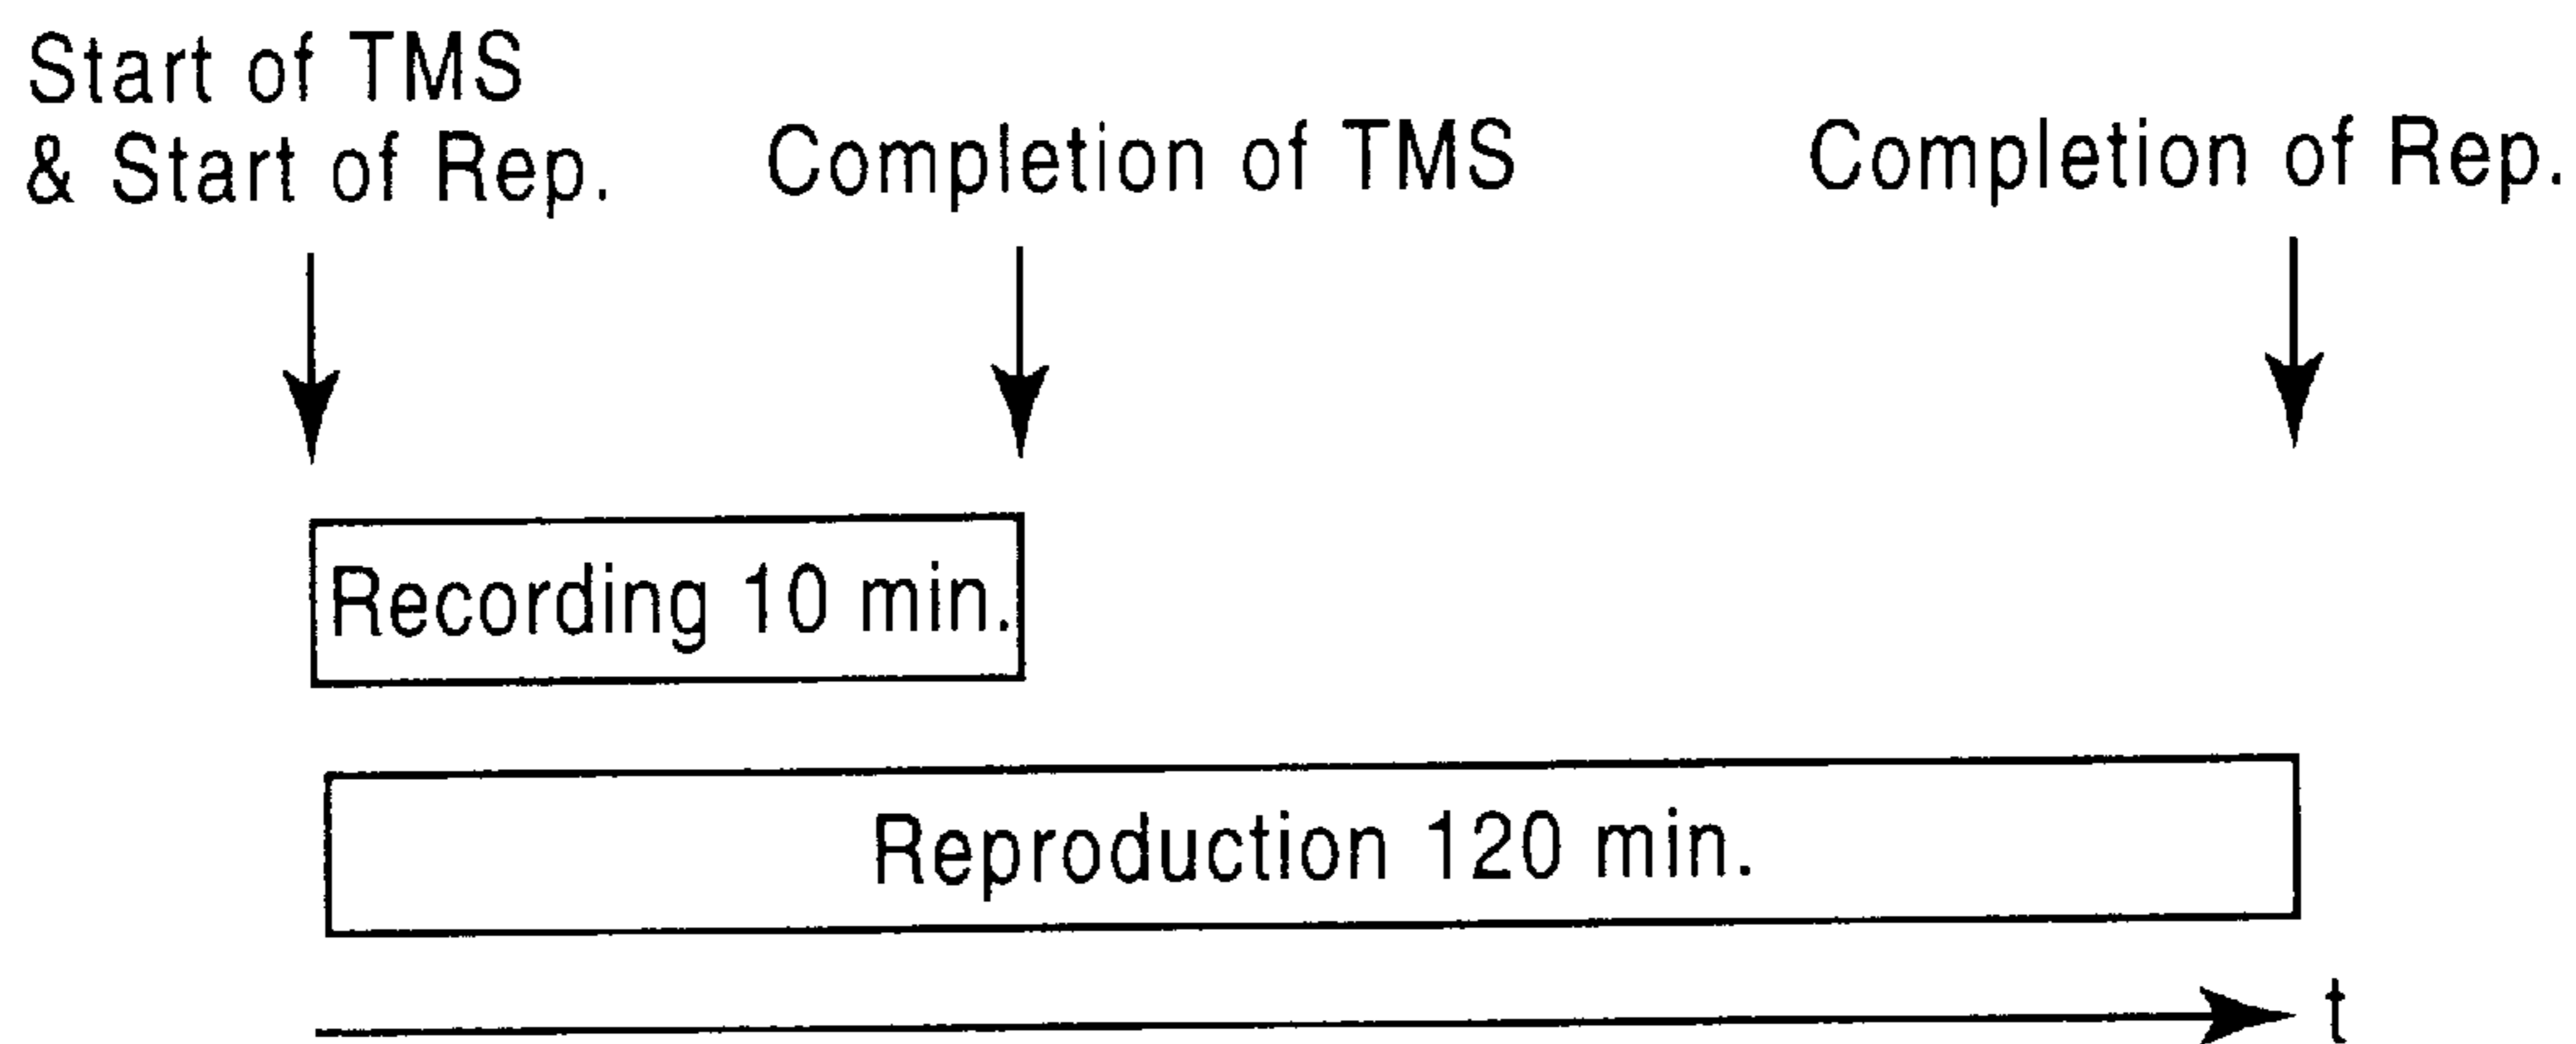 Start of TMS
& Start of Rep.
Completion of TMS
Completion of Rep.
Recording 10 min.
Reproduction 120 min.
t